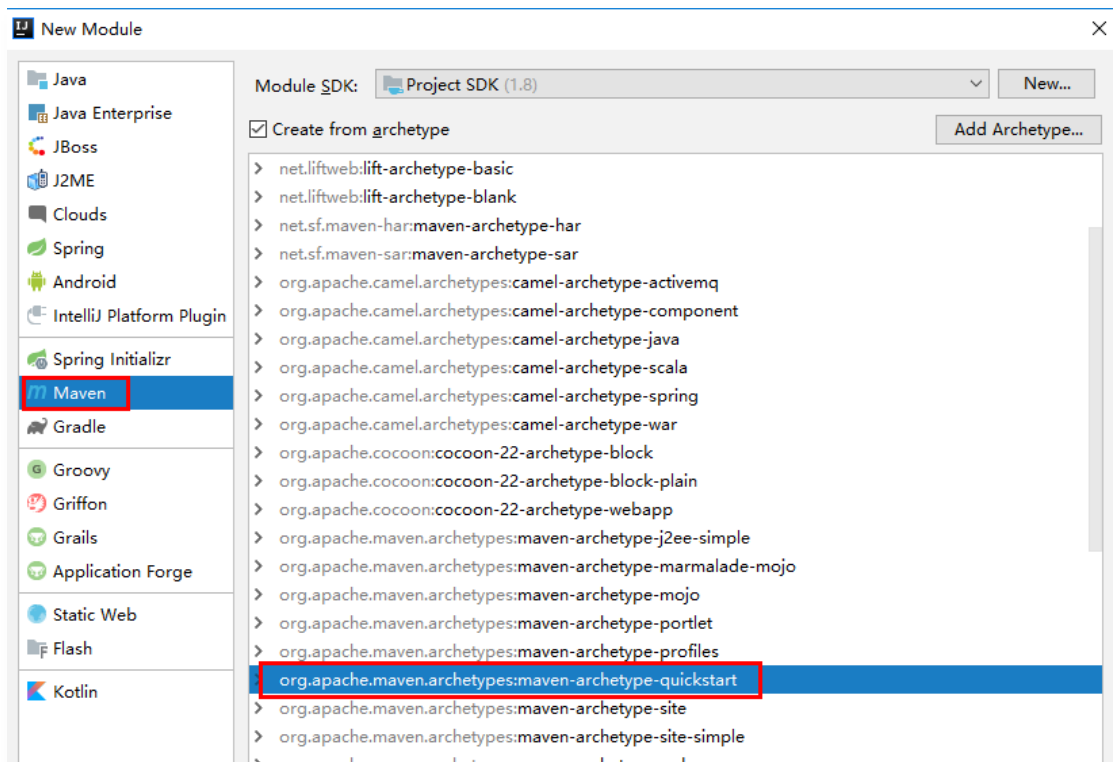 New Module
Java
Java Enterprise
JBoss
J2ME
Clouds
Spring
Android
IntelliJ Platform Plugin
Spring Initializr
Maven
Gradle
Groovy
Griffon
Grails
Application Forge
Static Web
Flash
Kotlin
Module SDK: Project SDK (1.8) New...
Create from archetype Add Archetype...
net.liftweb:lift-archetype-basic
net.liftweb:lift-archetype-blank
net.sf.maven-har:maven-archetype-har
net.sf.maven-sar:maven-archetype-sar
org.apache.camel.archetypes:camel-archetype-activemq
org.apache.camel.archetypes:camel-archetype-component
org.apache.camel.archetypes:camel-archetype-java
org.apache.camel.archetypes:camel-archetype-scala
org.apache.camel.archetypes:camel-archetype-spring
org.apache.camel.archetypes:camel-archetype-war
org.apache.cocoon:cocoon-22-archetype-block
org.apache.cocoon:cocoon-22-archetype-block-plain
org.apache.cocoon:cocoon-22-archetype-webapp
org.apache.maven.archetypes:maven-archetype-j2ee-simple
org.apache.maven.archetypes:maven-archetype-marmalade-mojo
org.apache.maven.archetypes:maven-archetype-mojo
org.apache.maven.archetypes:maven-archetype-portlet
org.apache.maven.archetypes:maven-archetype-profiles
org.apache.maven.archetypes:maven-archetype-quickstart
org.apache.maven.archetypes:maven-archetype-site
org.apache.maven.archetypes:maven-archetype-site-simple